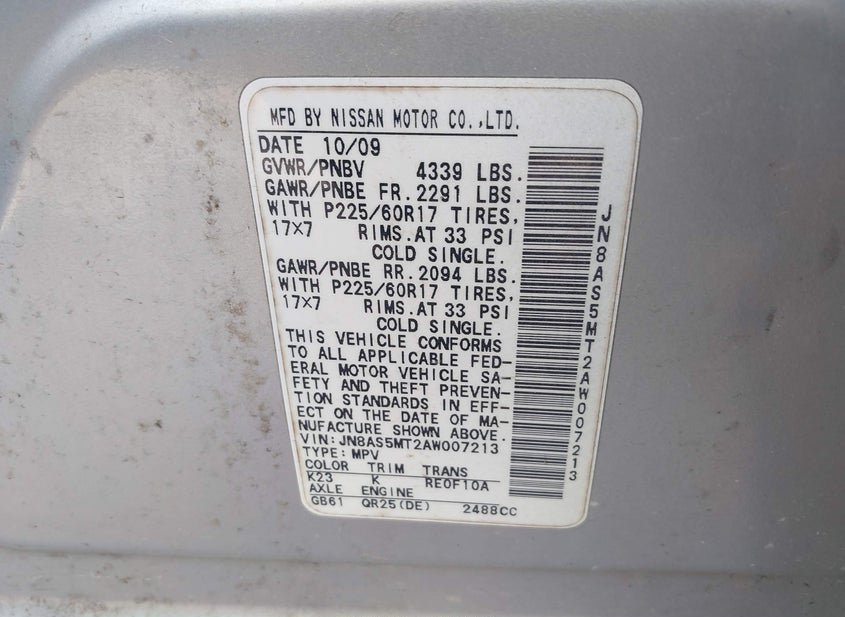 MFD BY NISSAN MOTOR CO.,LTD.
DATE 10/09
GVWR/PNBV 4339 LBS.
GAWR/PNBE FR. 2291 LBS.
WITH P225/60R17 TIRES,
17X7 RIMS.AT 33 PSI
COLD SINGLE.
GAWR/PNBE RR. 2094 LBS.
WITH P225/60R17 TIRES,
17X7 RIMS.AT 33 PSI
COLD SINGLE.
THIS VEHICLE CONFORMS
TO ALL APPLICABLE FED-
ERAL MOTOR VEHICLE SA-
FETY AND THEFT PREVEN-
TION STANDARDS IN EFF-
ECT ON THE DATE OF MA-
NUFACTURE SHOWN ABOVE.
VIN:JN8AS5MT2AW007213
TYPE:MPV
COLOR TRIM TRANS
K23 K RE0F10A
AXLE ENGINE
GB61 QR25(DE) 2488CC
JN8AS5MT2AW007213